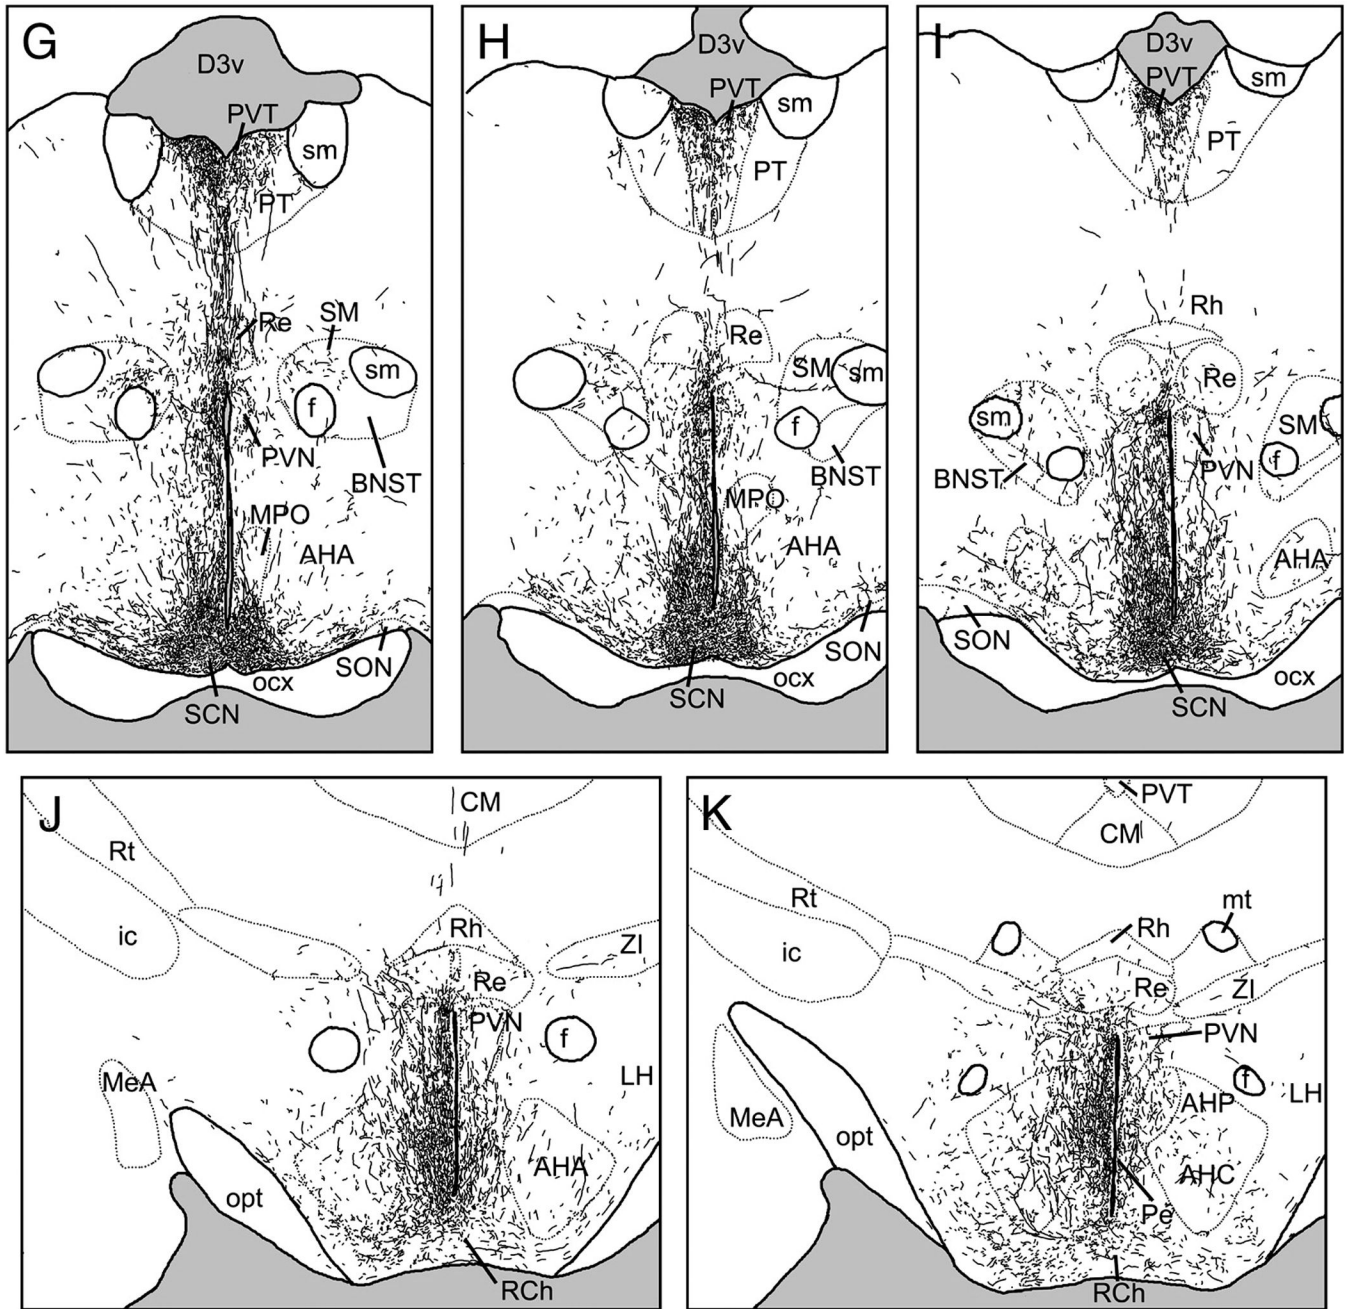 G
D3v
PVT
sm
PT
Re
SM
sm
f
PVN
BNST
MPO
AHA
SON
ocx
SCN
H
D3v
PVT
sm
PT
Re
SM
sm
f
BNST
MPO
AHA
SON
ocx
SCN
I
D3v
PVT
sm
PT
Rh
Re
sm
SM
f
PVN
BNST
AHA
SON
ocx
SCN
J
CM
Rt
ic
Rh
ZI
Re
PVN
f
LH
MeA
AHA
opt
RCh
K
PVT
CM
Rt
mt
Rh
ic
Re
ZI
PVN
f
LH
AHP
MeA
opt
AHC
Pe
RCh